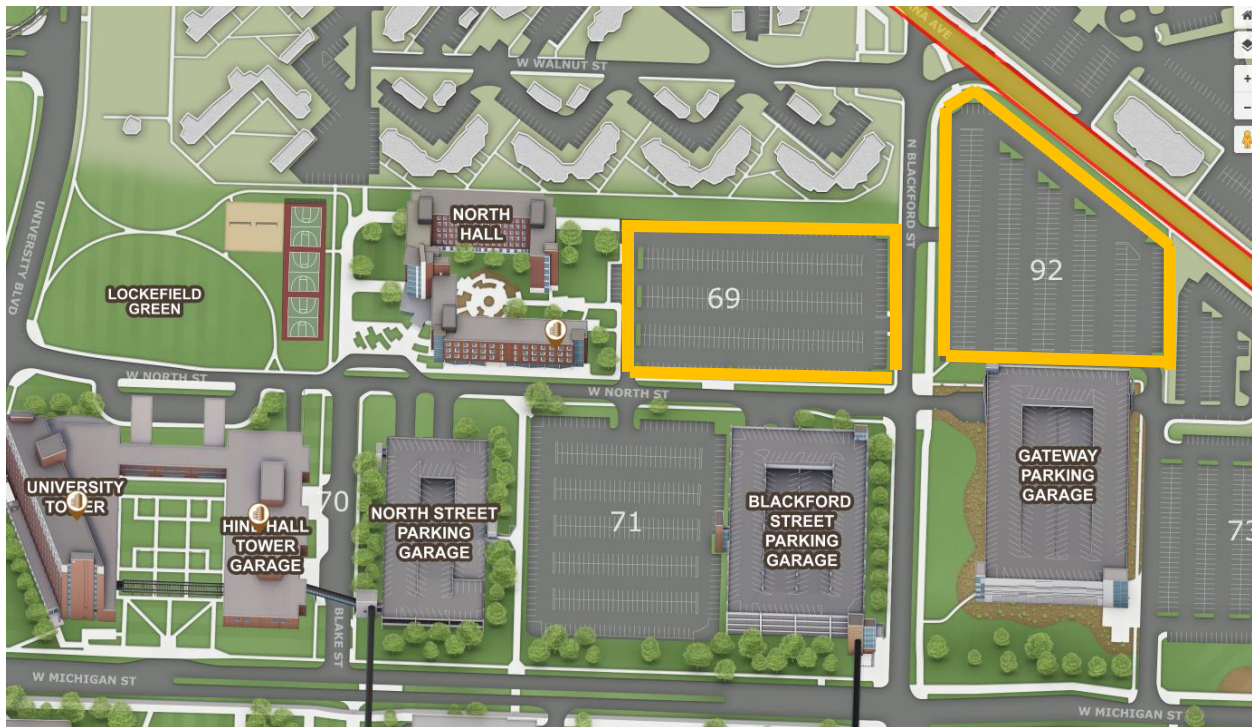 W WALNUT ST
ANA AVE
N BLACKFORD ST
UNIVERSITY BLVD
NORTH
HALL
LOCKEFIELD
GREEN
69
92
W NORTH ST
W NORTH ST
UNIVERSITY
TOWER
HALL
TOWER
GARAGE
70
NORTH STREET
PARKING
GARAGE
71
BLACKFORD
STREET
PARKING
GARAGE
GATEWAY
PARKING
GARAGE
BLAKE ST
W MICHIGAN ST
W MICHIGAN ST